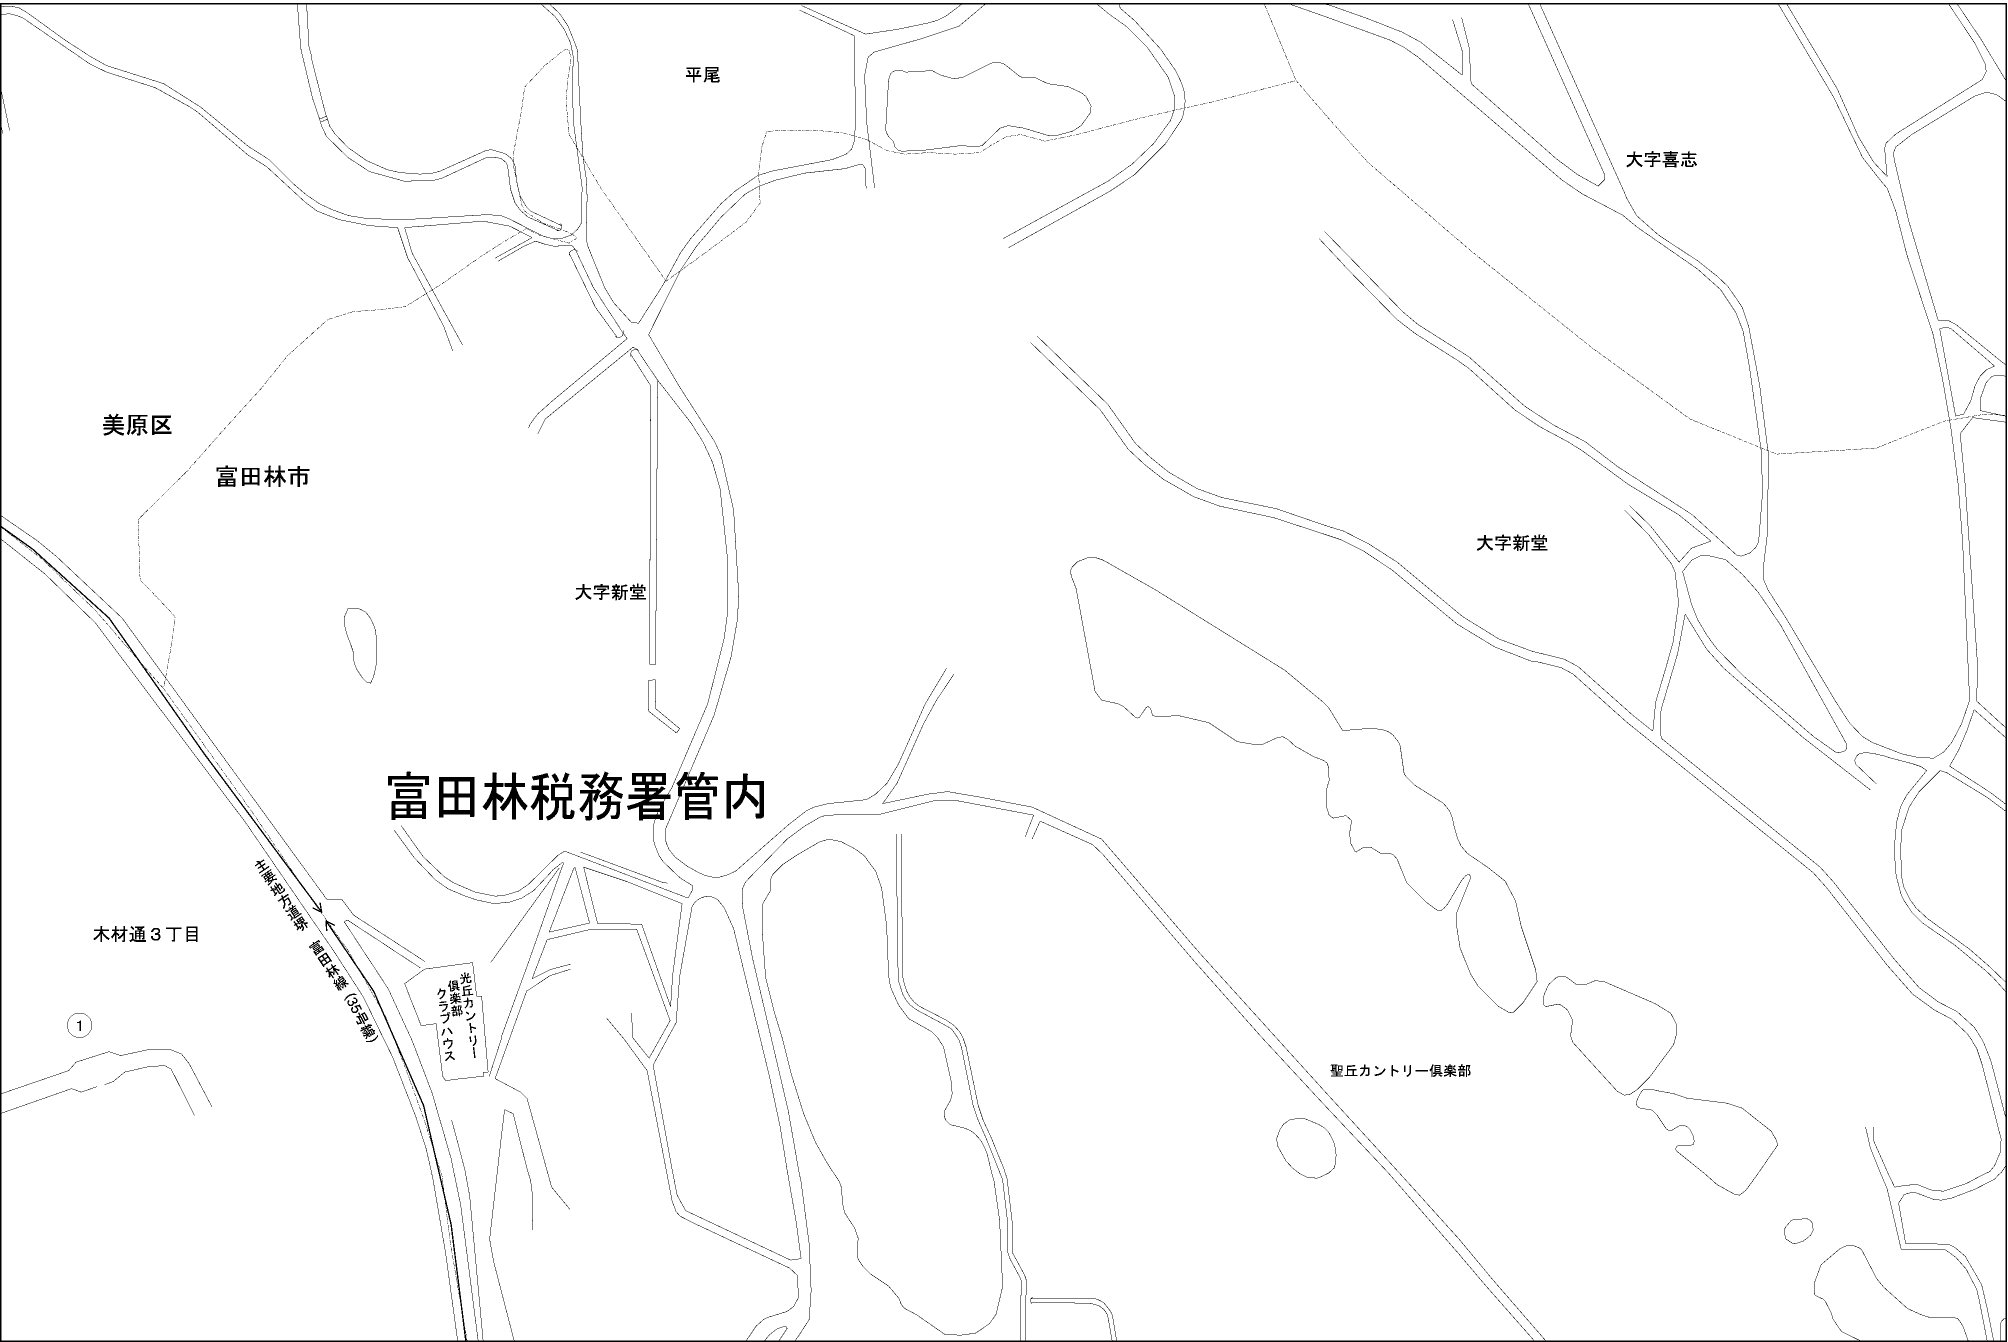 平尾
大字喜志
美原区
富田林市
大字新堂
大字新堂
富田林税務署管内
主要地方道堺 富田林線 (35号線)
木材通3丁目
光丘カントリー
倶楽部
クラブハウス
1
聖丘カントリー倶楽部